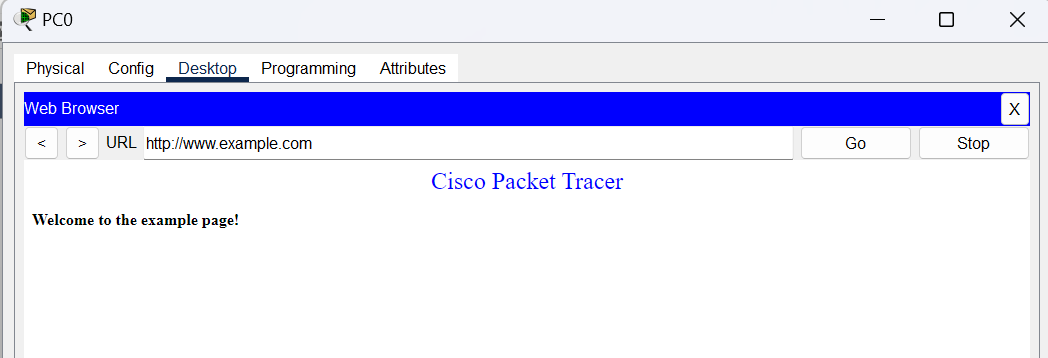 PC0
Physical Config Desktop Programming Attributes
Web Browser X
< > URL http://www.example.com Go Stop
Cisco Packet Tracer
Welcome to the example page!